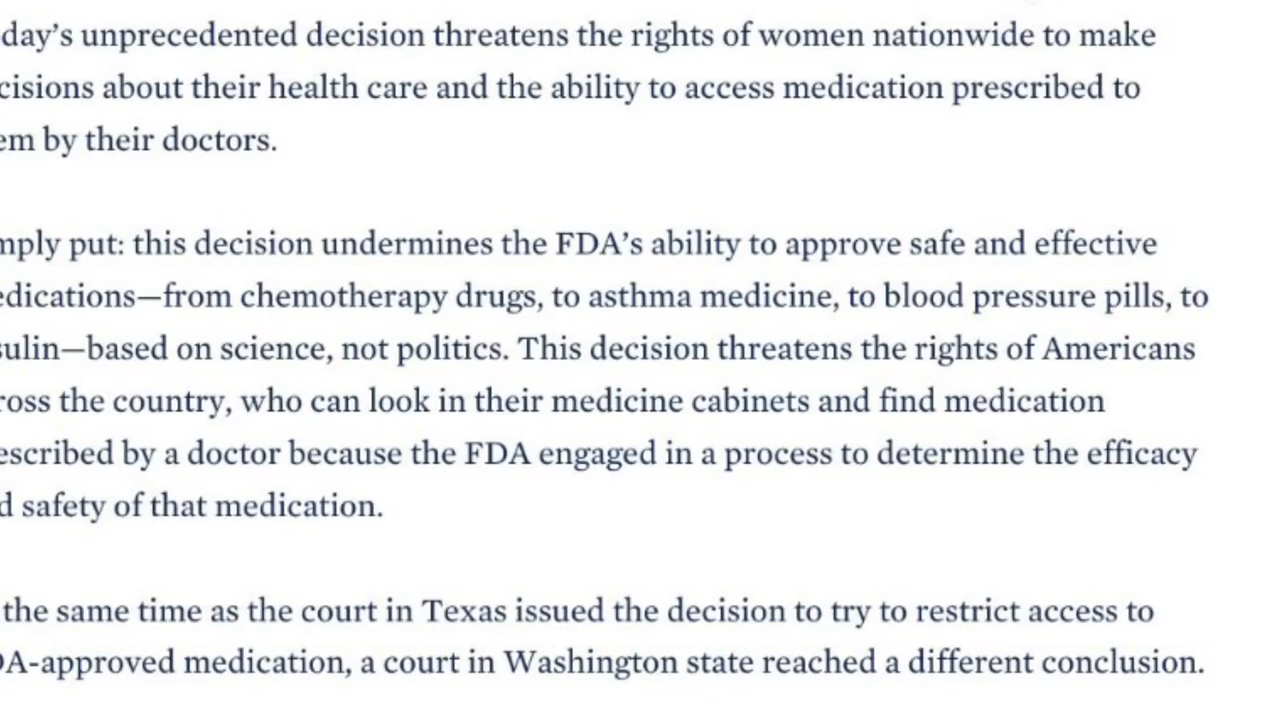 day’s unprecedented decision threatens the rights of women nationwide to make
cisions about their health care and the ability to access medication prescribed to
em by their doctors.
mply put: this decision undermines the FDA’s ability to approve safe and effective
edications—from chemotherapy drugs, to asthma medicine, to blood pressure pills, to
sulin—based on science, not politics. This decision threatens the rights of Americans
ross the country, who can look in their medicine cabinets and find medication
escribed by a doctor because the FDA engaged in a process to determine the efficacy
d safety of that medication.
the same time as the court in Texas issued the decision to try to restrict access to
DA-approved medication, a court in Washington state reached a different conclusion.